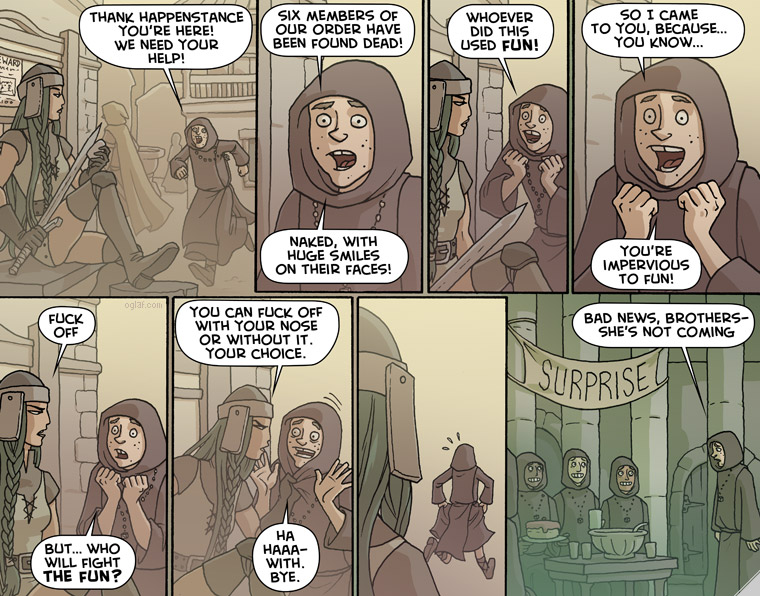 THANK HAPPENSTANCE
YOU'RE HERE!
WE NEED YOUR
HELP!
SIX MEMBERS OF
OUR ORDER HAVE
BEEN FOUND DEAD!
NAKED, WITH
HUGE SMILES
ON THEIR FACES!
WHOEVER
DID THIS
USED FUN!
SO I CAME
TO YOU, BECAUSE...
YOU KNOW...
YOU'RE
IMPERVIOUS
TO FUN!
FUCK
OFF
BUT... WHO
WILL FIGHT
THE FUN?
oglaf.com
YOU CAN FUCK OFF
WITH YOUR NOSE
OR WITHOUT IT.
YOUR CHOICE.
HA
HAAA-
WITH.
BYE.
BAD NEWS, BROTHERS-
SHE'S NOT COMING
SURPRISE